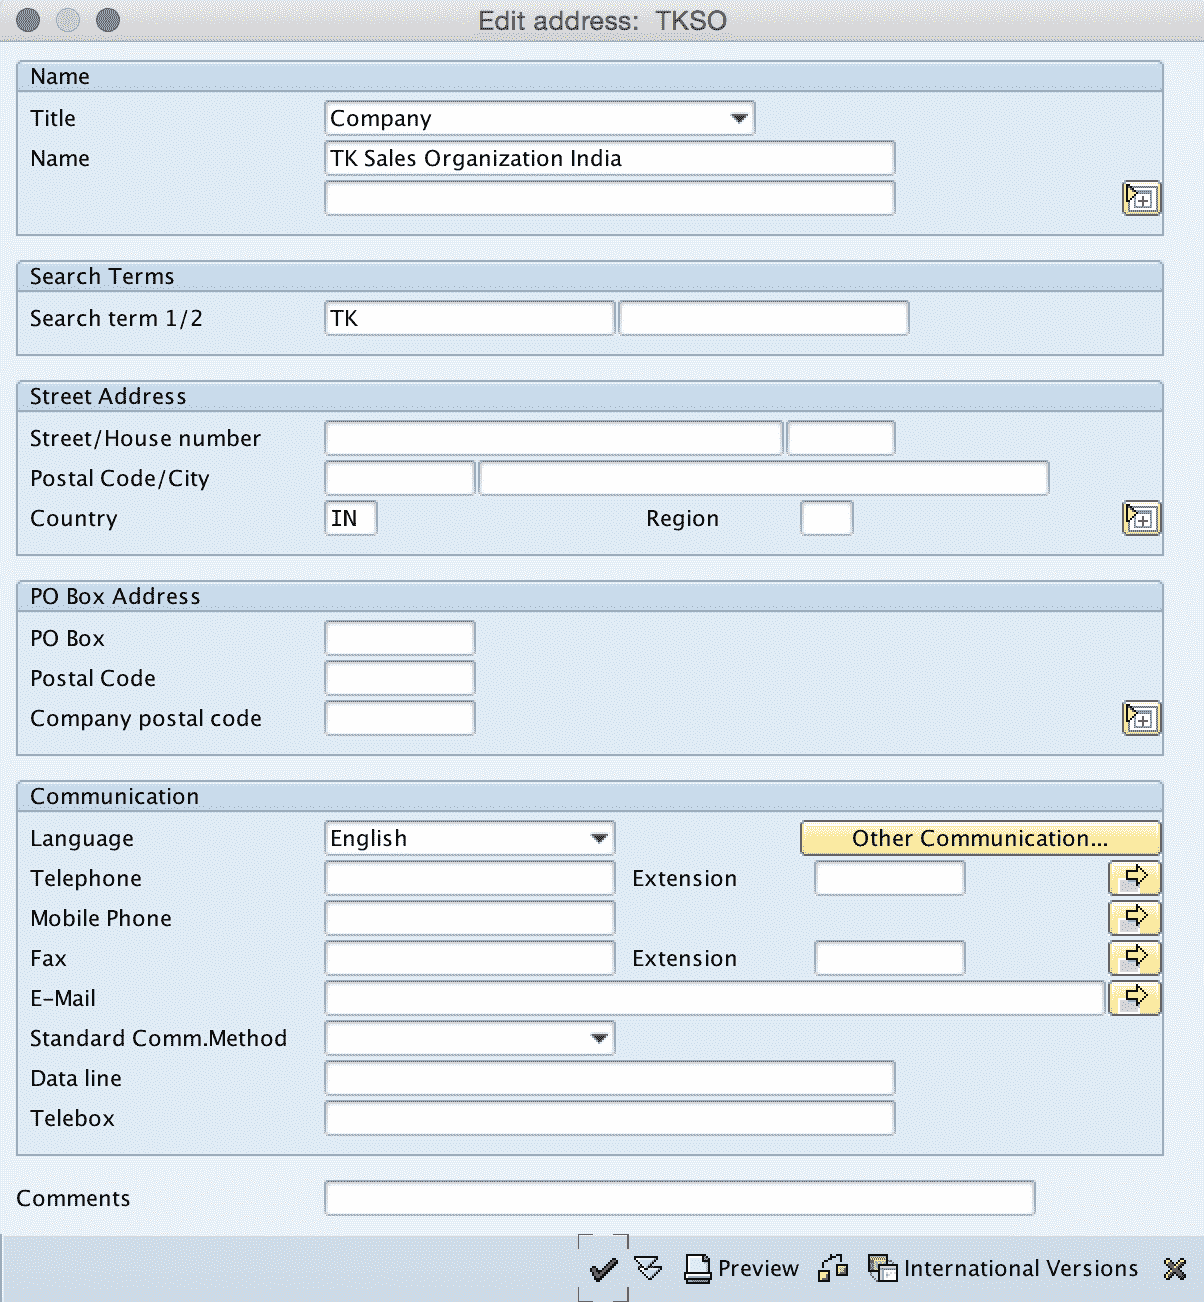 Edit address: TKSO
Name
Title Company
Name TK Sales Organization India
Search Terms
Search term 1/2 TK
Street Address
Street/House number
Postal Code/City
Country IN Region
PO Box Address
PO Box
Postal Code
Company postal code
Communication
Language English Other Communication...
Telephone Extension
Mobile Phone
Fax Extension
E-Mail
Standard Comm.Method
Data line
Telebox
Comments
Preview International Versions